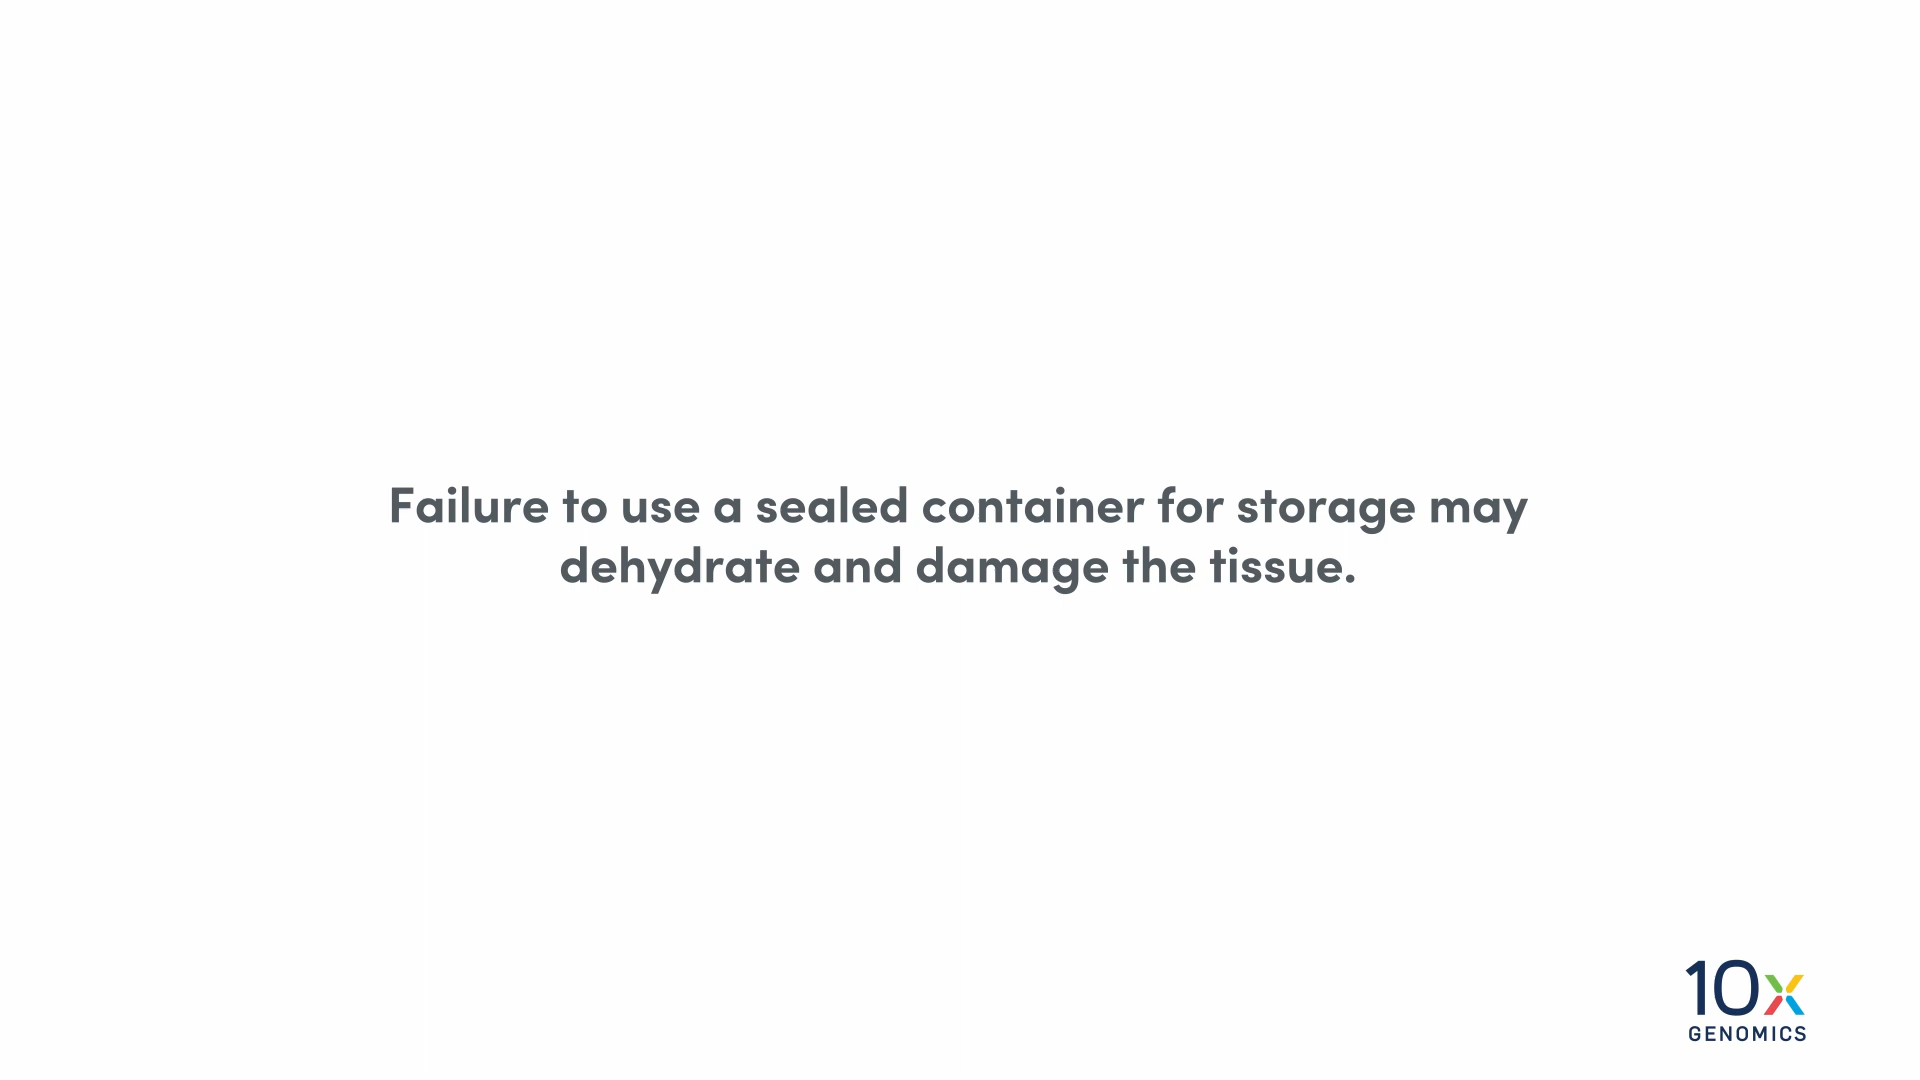 Failure to use a sealed container for storage may
dehydrate and damage the tissue.
10x
GENOMICS